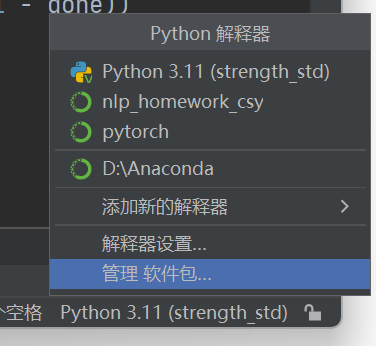 - done))
Python 解释器
Python 3.11 (strength_std)
nlp_homework_csy
pytorch
D:\Anaconda
添加新的解释器
解释器设置...
管理 软件包...
个空格 Python 3.11 (strength_std)